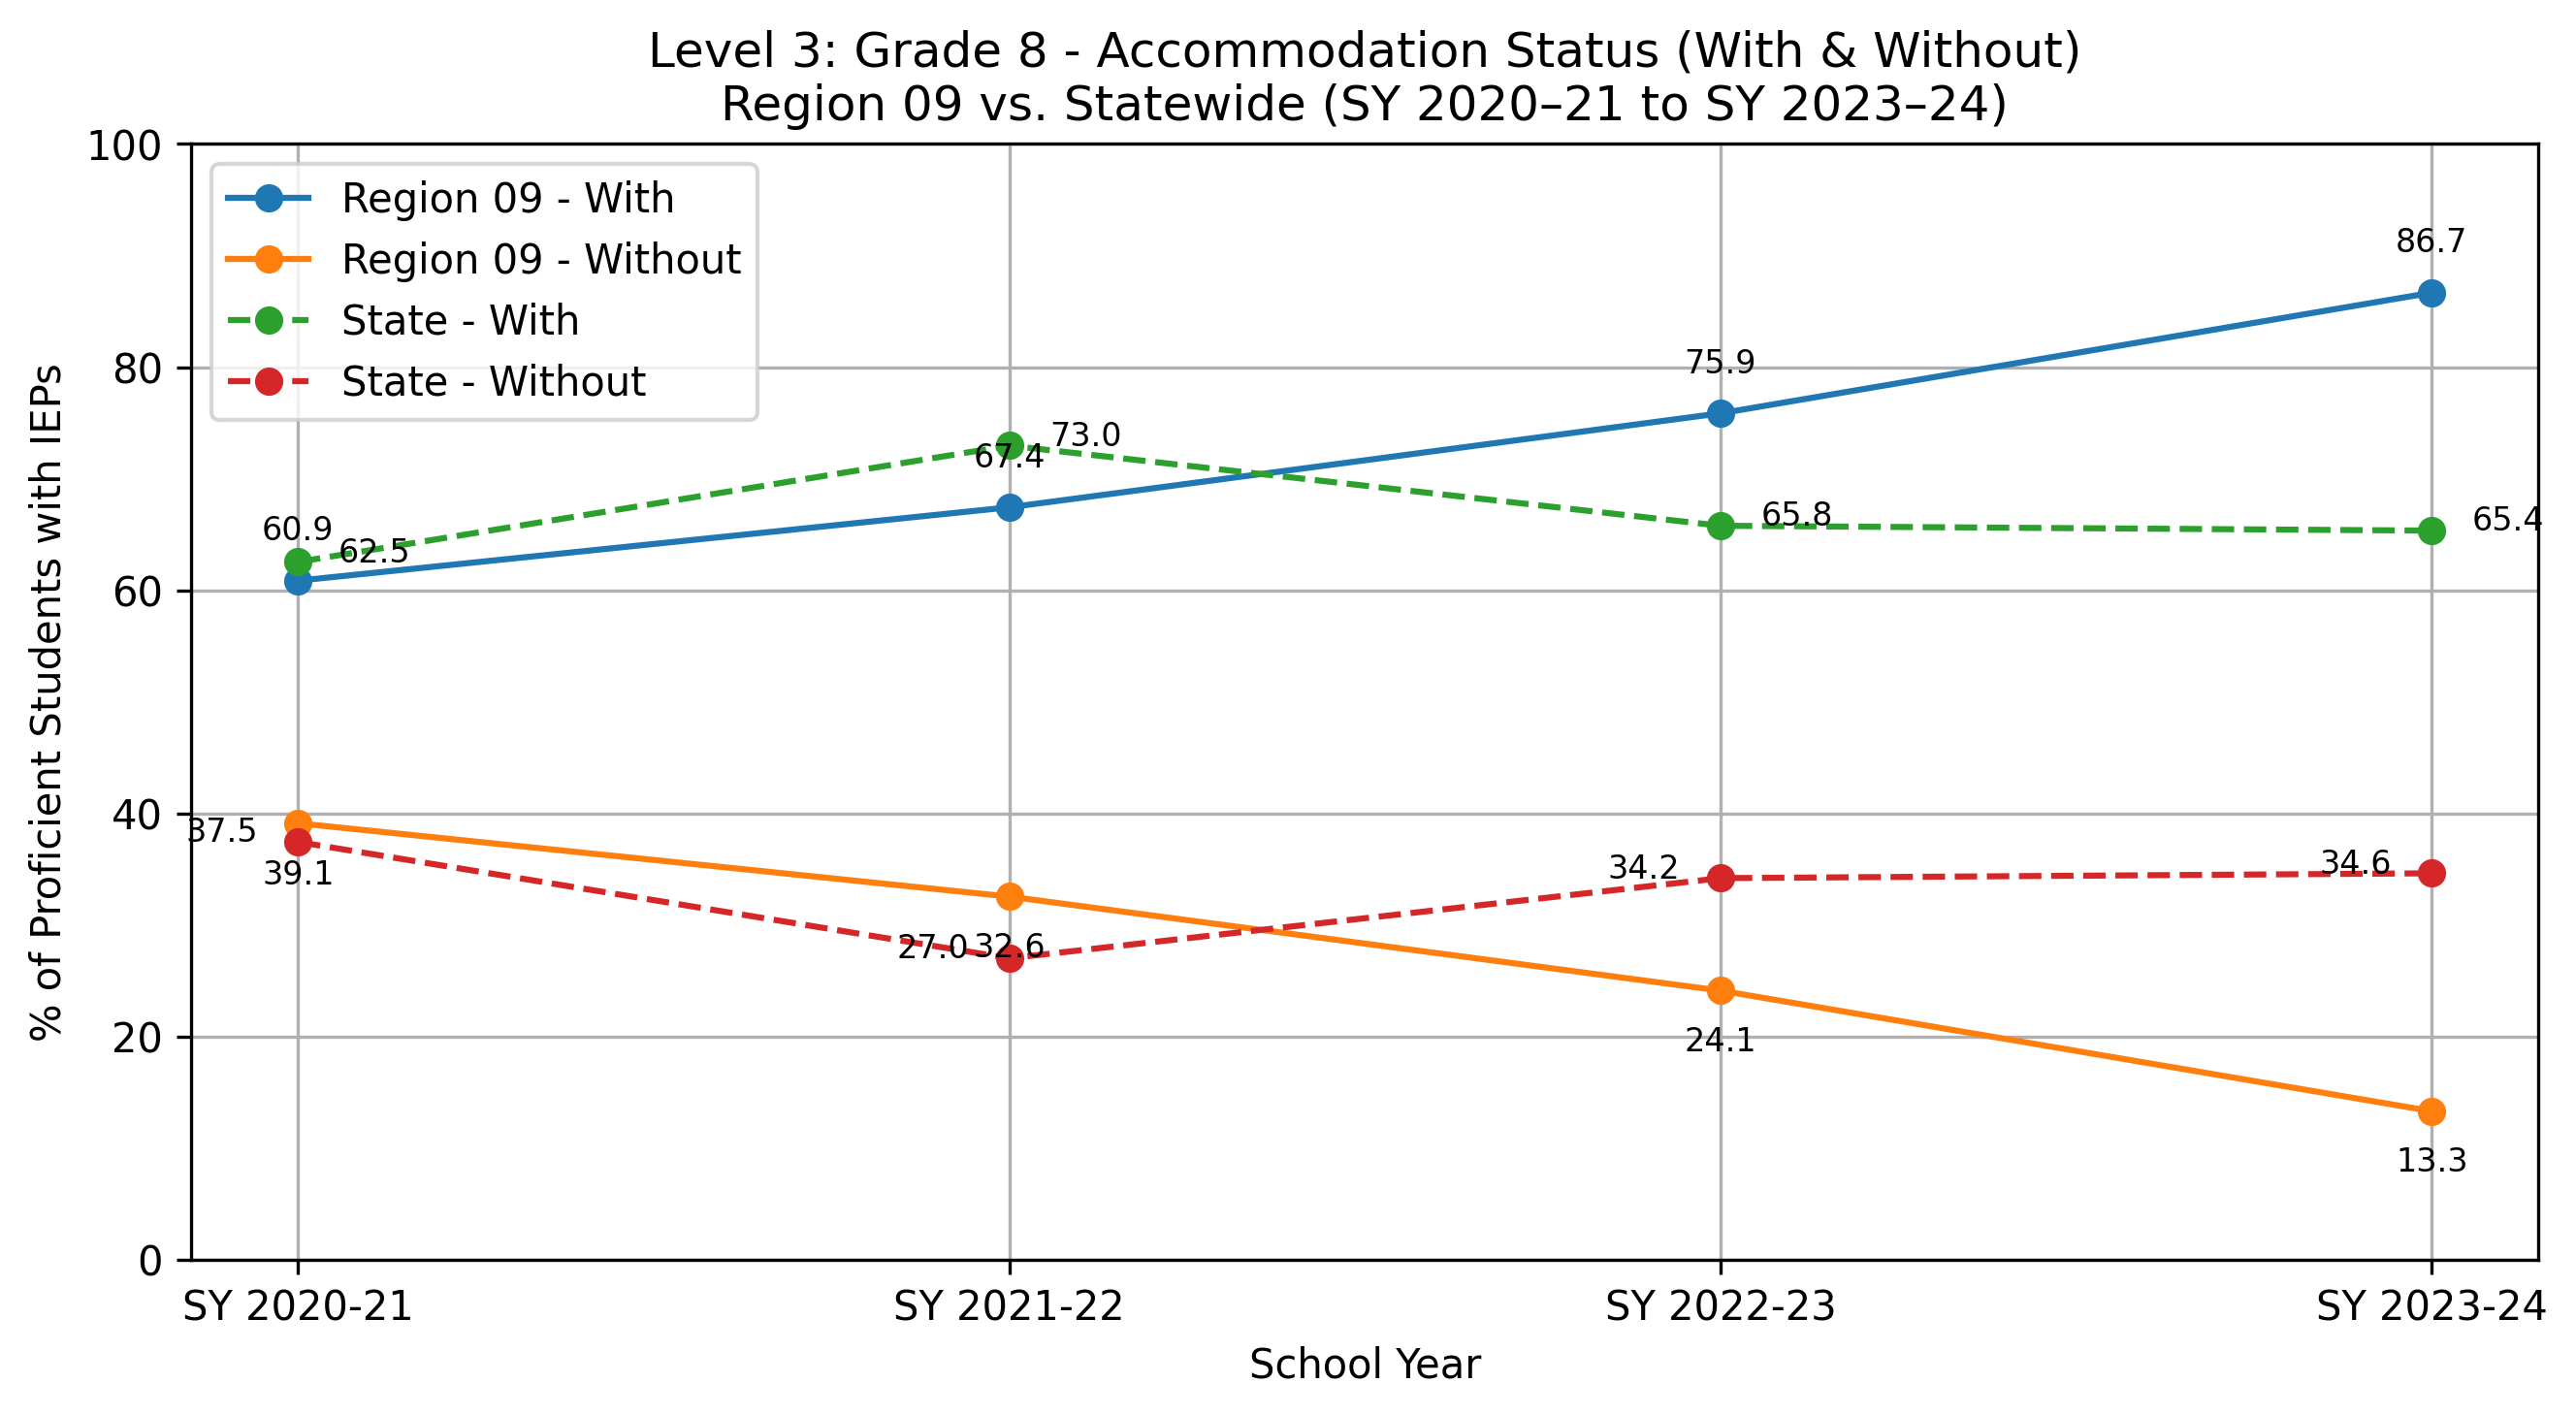 Level 3: Grade 8 - Accommodation Status (With & Without)
Region 09 vs. Statewide (SY 2020–21 to SY 2023–24)
% of Proficient Students with IEPs
100
80
60
40
20
0
Region 09 - With
Region 09 - Without
State - With
State - Without
60.9
67.4
75.9
86.7
62.5
73.0
65.8
65.4
37.5
27.0
34.2
34.6
39.1
32.6
24.1
13.3
SY 2020-21
SY 2021-22
SY 2022-23
SY 2023-24
School Year